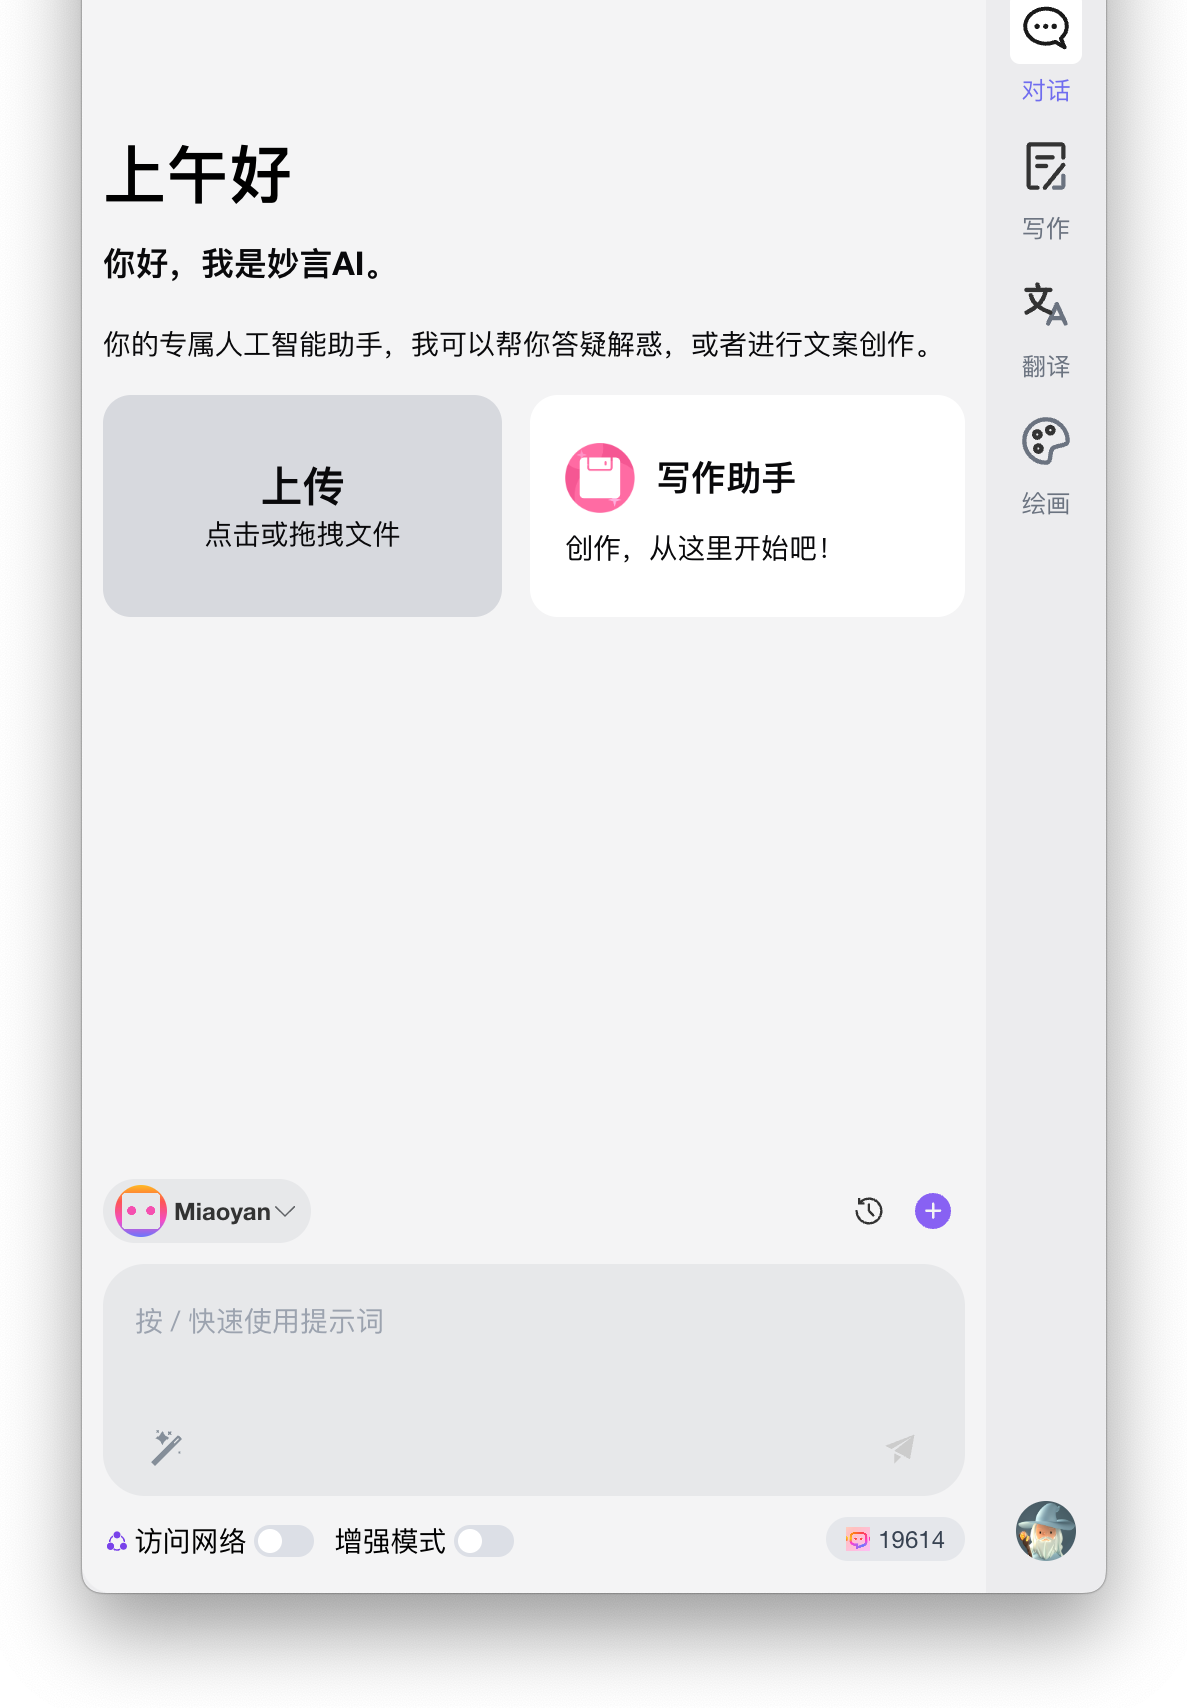 对话
上午好
写作
你好，我是妙言AI。
你的专属人工智能助手，我可以帮你答疑解惑，或者进行文案创作。
翻译
上传
点击或拖拽文件
写作助手
创作，从这里开始吧！
绘画
Miaoyan
按 / 快速使用提示词
访问网络
增强模式
19614